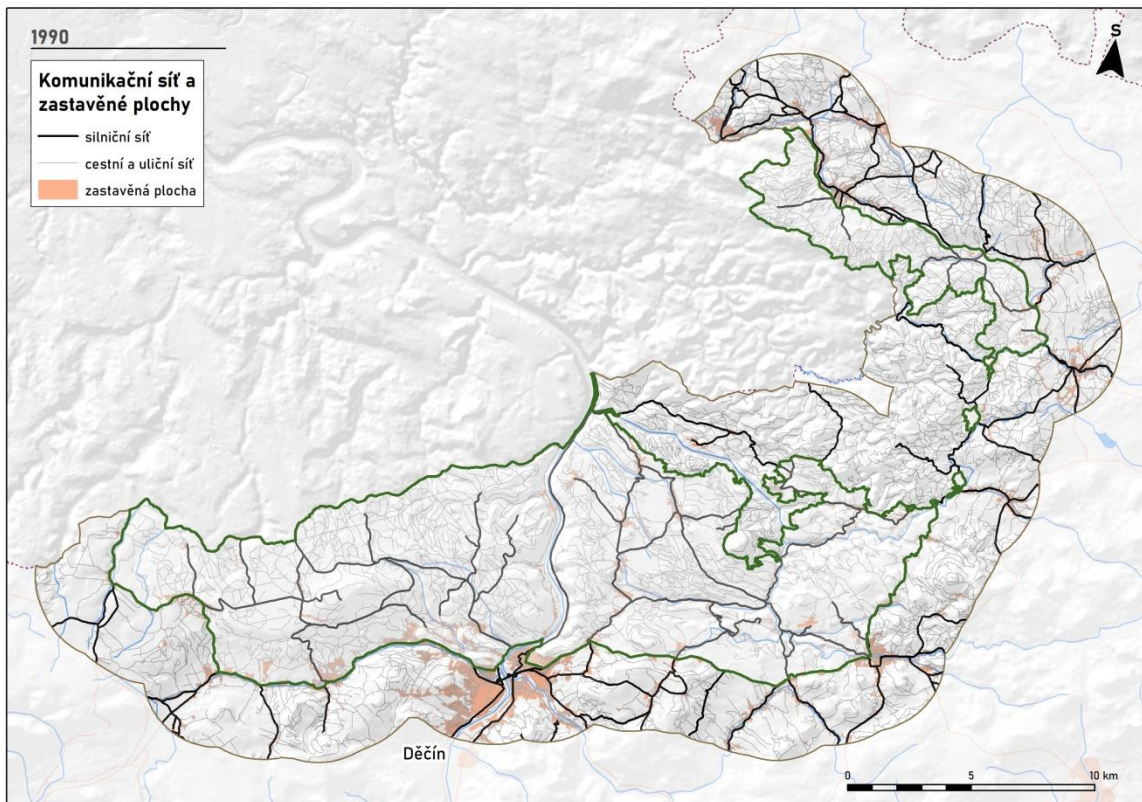 1990
Komunikační síť a
zastavěné plochy
silniční síť
cestní a uliční síť
zastavěná plocha
S
Děčín
0 5 10 km